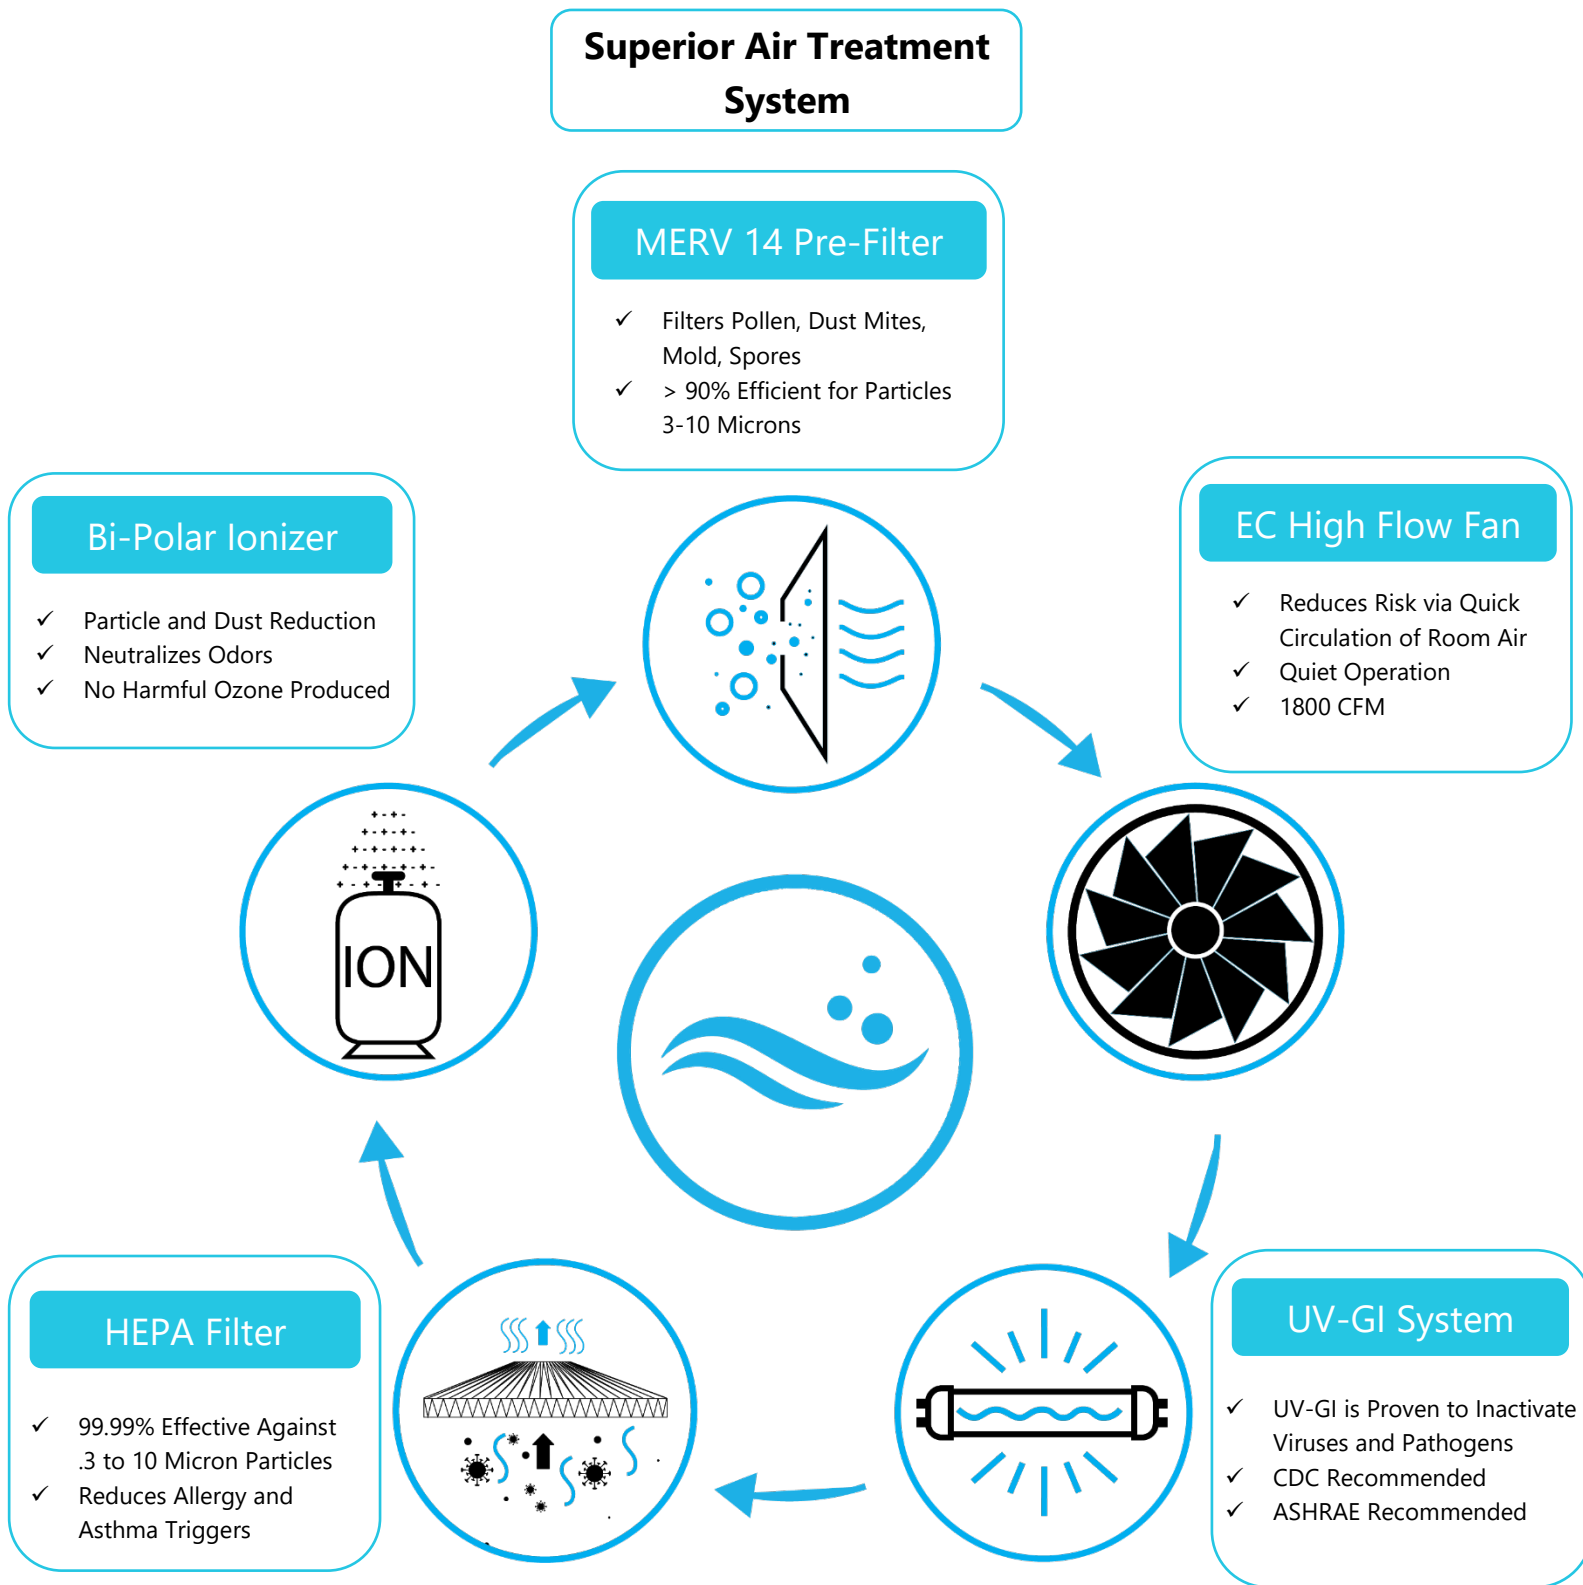 Superior Air Treatment
System
MERV 14 Pre-Filter
✓ Filters Pollen, Dust Mites,
Mold, Spores
✓ > 90% Efficient for Particles
3-10 Microns
Bi-Polar Ionizer
✓ Particle and Dust Reduction
✓ Neutralizes Odors
✓ No Harmful Ozone Produced
EC High Flow Fan
✓ Reduces Risk via Quick
Circulation of Room Air
✓ Quiet Operation
✓ 1800 CFM
+-+-
+-+-+-
+-+-+-+-
+-+-+-+-+-
+-+-+-+-
ION
HEPA Filter
✓ 99.99% Effective Against
.3 to 10 Micron Particles
✓ Reduces Allergy and
Asthma Triggers
UV-GI System
✓ UV-GI is Proven to Inactivate
Viruses and Pathogens
✓ CDC Recommended
✓ ASHRAE Recommended